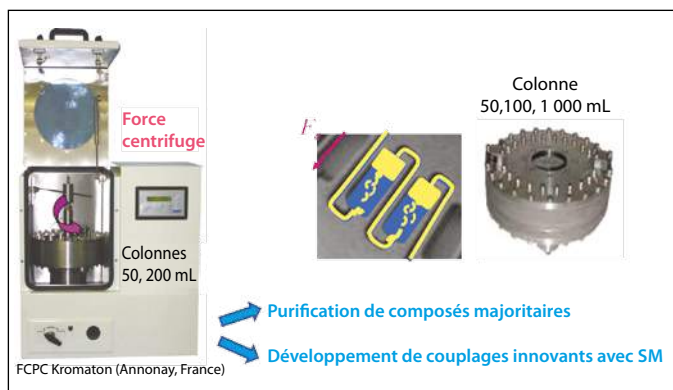 Force
centrifuge
Colonnes
50, 200 mL
FCPC Kromaton (Annonay, France)
Colonne
50,100, 1 000 mL
Purification de composés majoritaires
Développement de couplages innovants avec SM